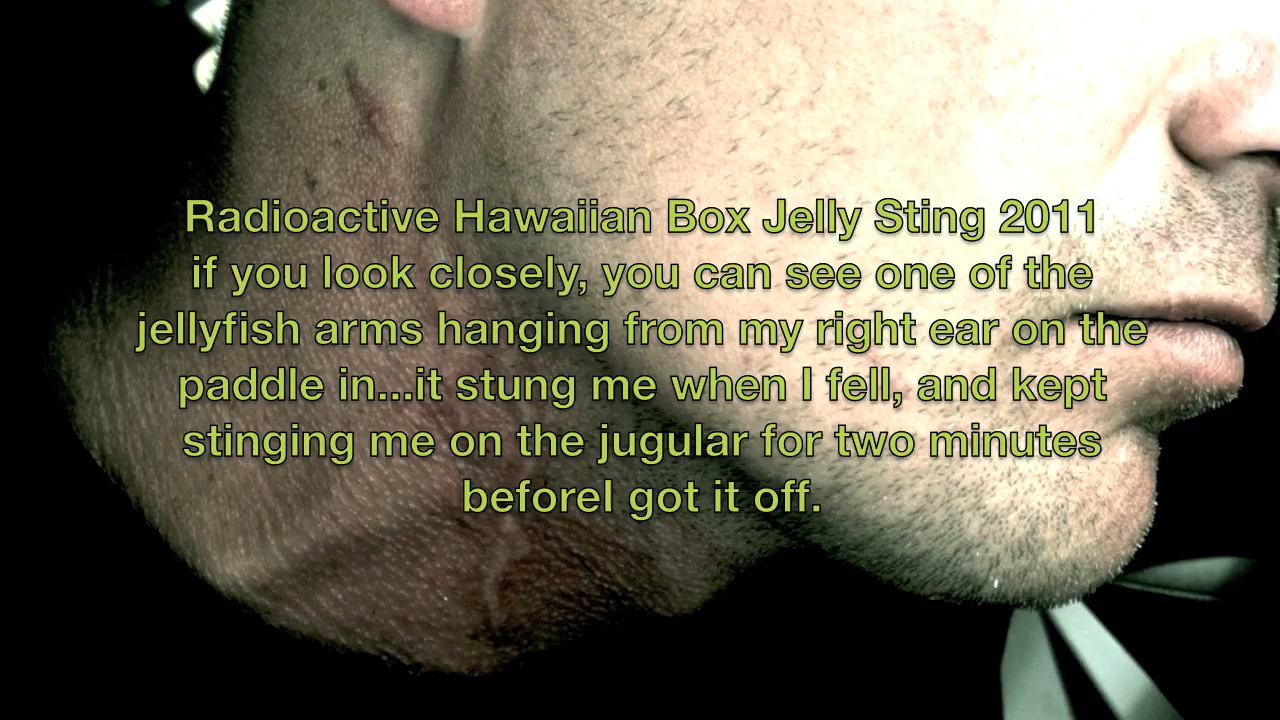 Radioactive Hawaiian Box Jelly Sting 2011
if you look closely, you can see one of the
jellyfish arms hanging from my right ear on the
paddle in...it stung me when I fell, and kept
stinging me on the jugular for two minutes
beforeI got it off.